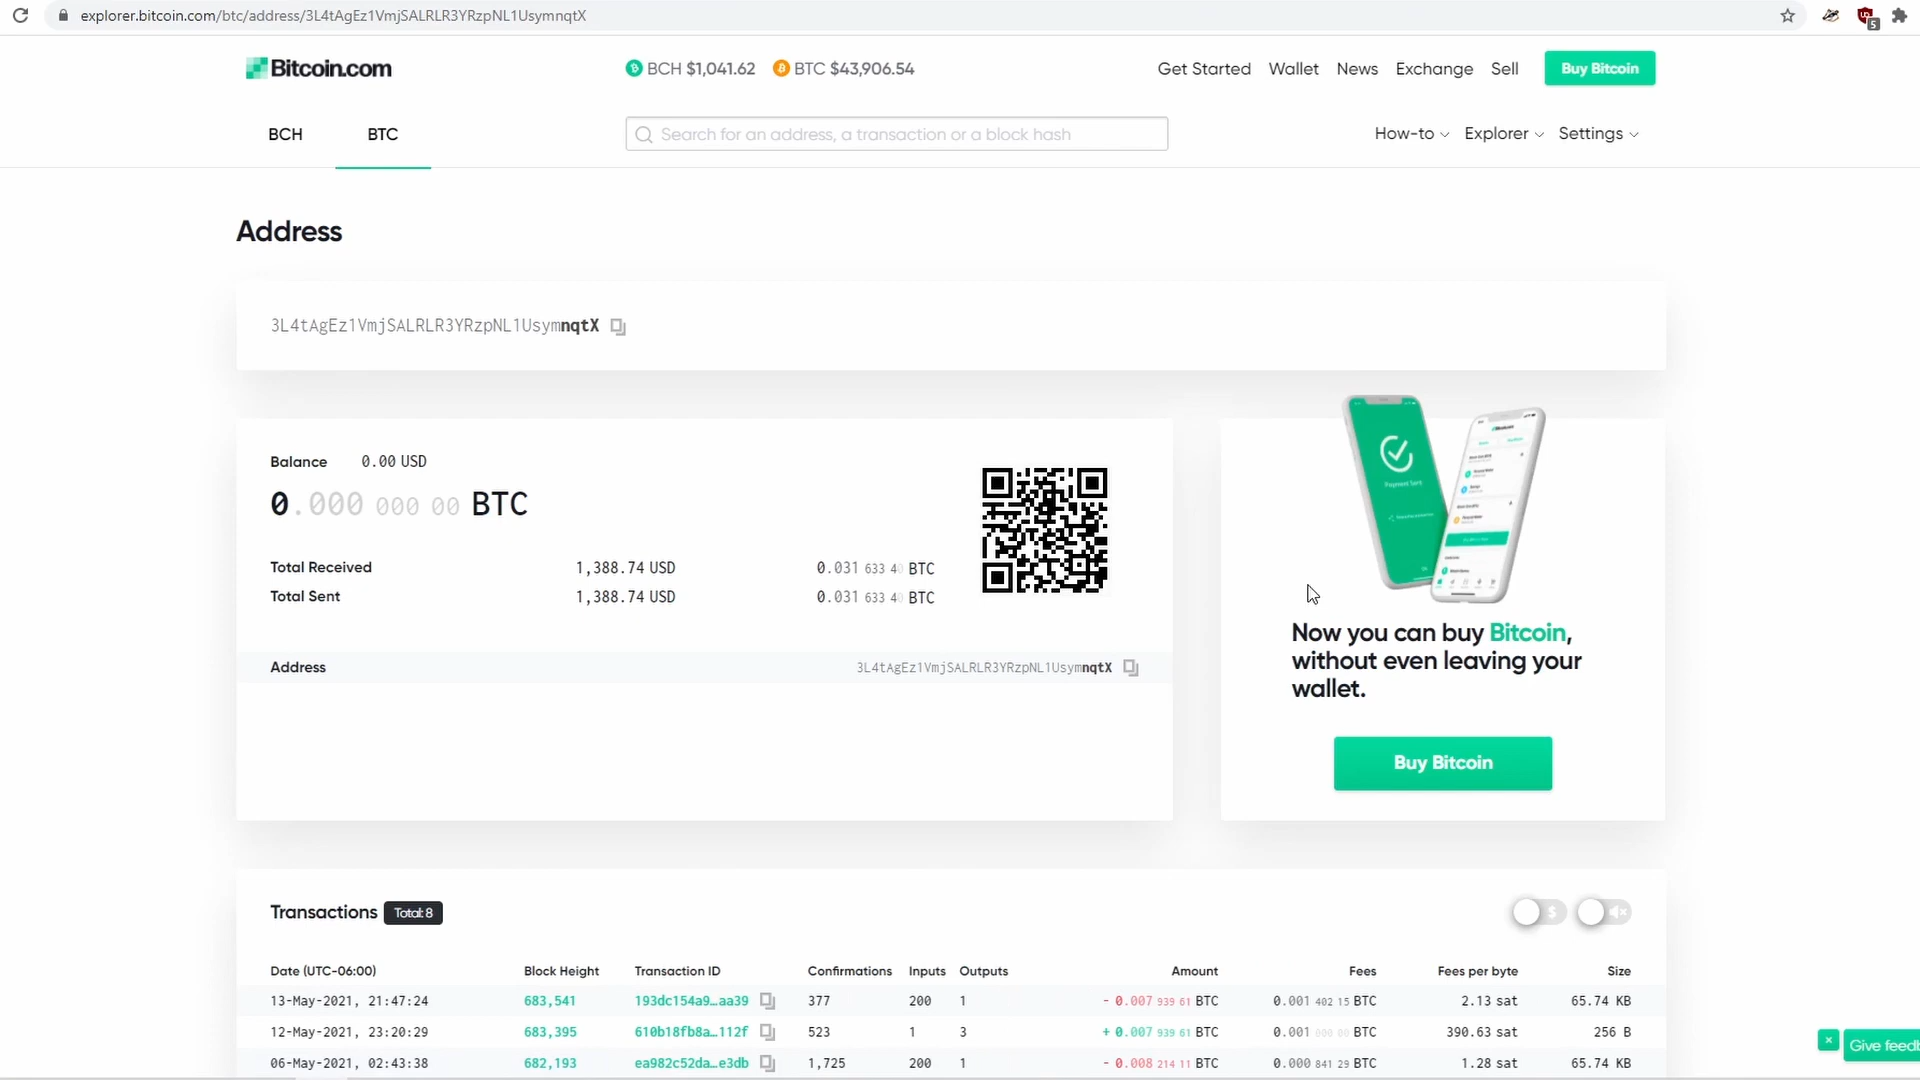 explorer.bitcoin.com/btc/address/3L4tAgEz1VmjSALRLR3YRzpNL1UsymnqtX
5
Bitcoin.com
BCH $1,041.62 BTC $43,906.54
Get Started Wallet News Exchange Sell Buy Bitcoin
BCH BTC
Search for an address, a transaction or a block hash
How-to Explorer Settings
Address
3L4tAgEz1VmjSALRLR3YRzpNL1UsymnqtX
Balance 0.00 USD
0.000 000 00 BTC
Total Received 1,388.74 USD 0.031 633 40 BTC
Total Sent 1,388.74 USD 0.031 633 40 BTC
Address 3L4tAgEz1VmjSALRLR3YRzpNL1UsymnqtX
Payment Sent
Now you can buy Bitcoin,
without even leaving your
wallet.
Buy Bitcoin
Transactions Total: 8
$
Date (UTC-06:00) Block Height Transaction ID Confirmations Inputs Outputs Amount Fees Fees per byte Size
13-May-2021, 21:47:24 683,541 193dc154a9…aa39 377 200 1 - 0.007 939 61 BTC 0.001 402 15 BTC 2.13 sat 65.74 KB
12-May-2021, 23:20:29 683,395 610b18fb8a…112f 523 1 3 + 0.007 939 61 BTC 0.001 000 00 BTC 390.63 sat 256 B
06-May-2021, 02:43:38 682,193 ea982c52da…e3db 1,725 200 1 - 0.008 214 11 BTC 0.000 841 29 BTC 1.28 sat 65.74 KB
× Give feedb